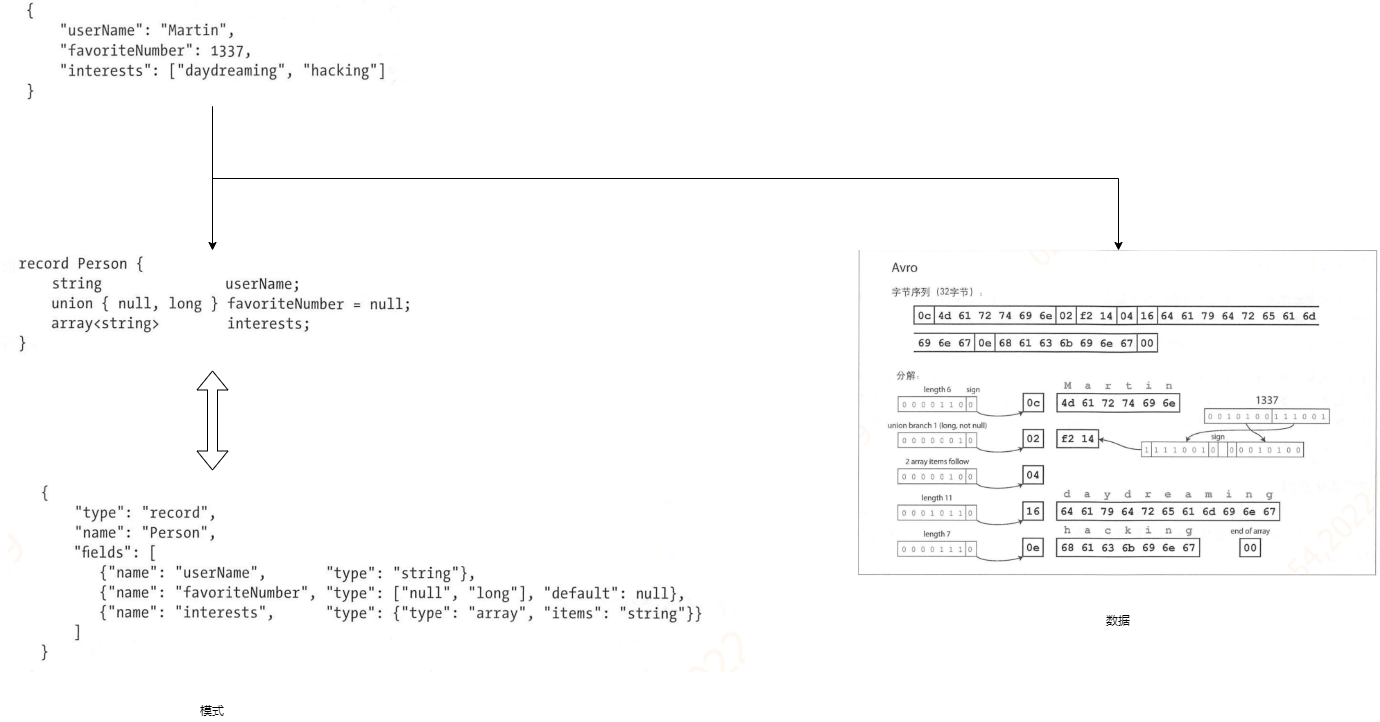 {
"userName": "Martin",
"favoriteNumber": 1337,
"interests": ["daydreaming", "hacking"]
}
record Person {
string userName;
union { null, long } favoriteNumber = null;
array<string> interests;
}
{
"type": "record",
"name": "Person",
"fields": [
{"name": "userName", "type": "string"},
{"name": "favoriteNumber", "type": ["null", "long"], "default": null},
{"name": "interests", "type": {"type": "array", "items": "string"}}
]
}
模式
Avro
字节序列（32字节）：
0c 4d 61 72 74 69 6e 02 f2 14 04 16 64 61 79 64 72 65 61 6d
69 6e 67 0e 68 61 63 6b 69 6e 67 00
分解：
length 6 sign
0 0 0 0 1 1 0 0
0c
M a r t i n
4d 61 72 74 69 6e
1337
0 0 1 0 1 0 0 1 1 1 0 0 1
union branch 1 (long, not null)
0 0 0 0 0 0 1 0
02
f2 14
sign
1 1 1 1 0 0 1 0 0 0 0 1 0 1 0 0
2 array items follow
0 0 0 0 0 1 0 0
04
length 11
0 0 0 1 0 1 1 0
16
d a y d r e a m i n g
64 61 79 64 72 65 61 6d 69 6e 67
length 7
0 0 0 0 1 1 1 0
0e
h a c k i n g
68 61 63 6b 69 6e 67
end of array
00
54,2022
2022
数据